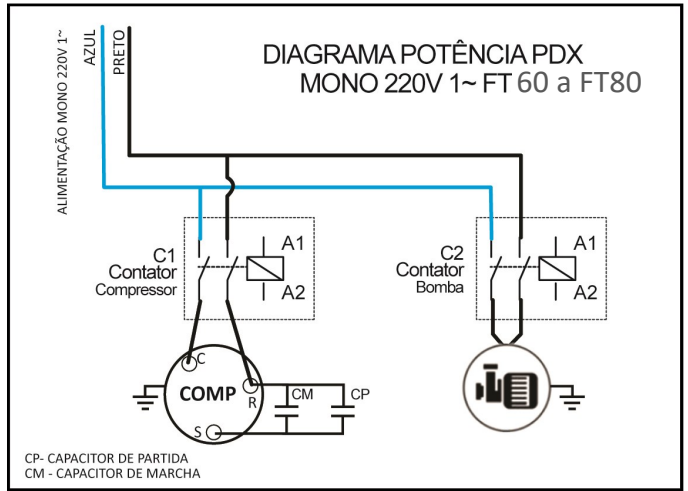 ALIMENTAÇÃO MONO 220V 1~
AZUL
PRETO
DIAGRAMA POTÊNCIA PDX
MONO 220V 1~ FT 60 a FT80
C1
Contator
Compressor
A1
A2
C2
Contator
Bomba
A1
A2
C
COMP
R
S
CM
CP
CP- CAPACITOR DE PARTIDA
CM - CAPACITOR DE MARCHA